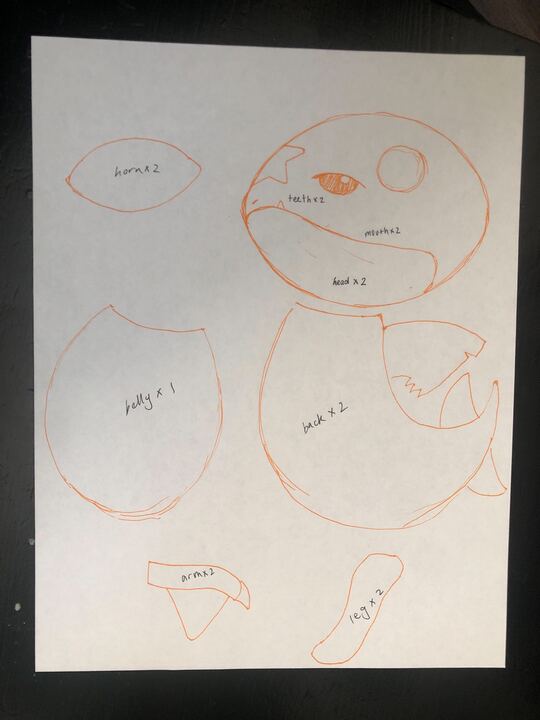 horn x 2
teeth x 2
mouth x 2
head x 2
belly x 1
back x 2
arm x 2
leg x 2